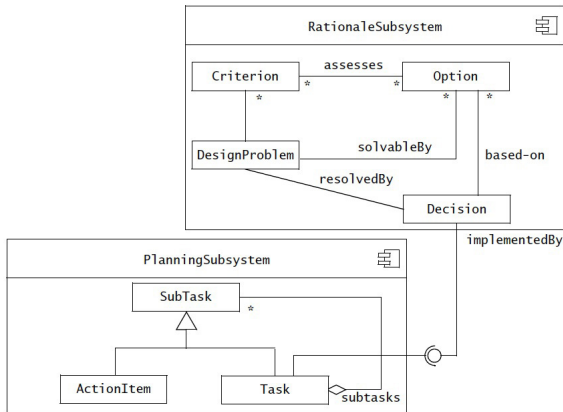 RationaleSubsystem
assesses
Criterion
Option
*
*
*
*
*
solvableBy
DesignProblem
based-on
resolvedBy
Decision
implementedBy
PlanningSubsystem
SubTask
*
ActionItem
Task
subtasks